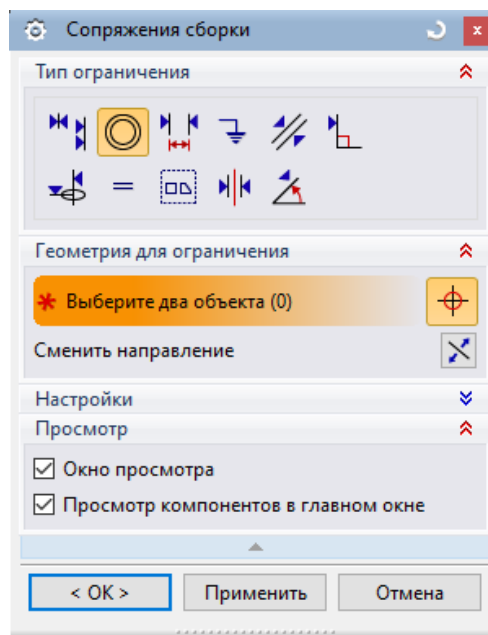 Сопряжения сборки
Тип ограничения
Геометрия для ограничения
* Выберите два объекта (0)
Сменить направление
Настройки
Просмотр
Окно просмотра
Просмотр компонентов в главном окне
< ОК > Применить Отмена